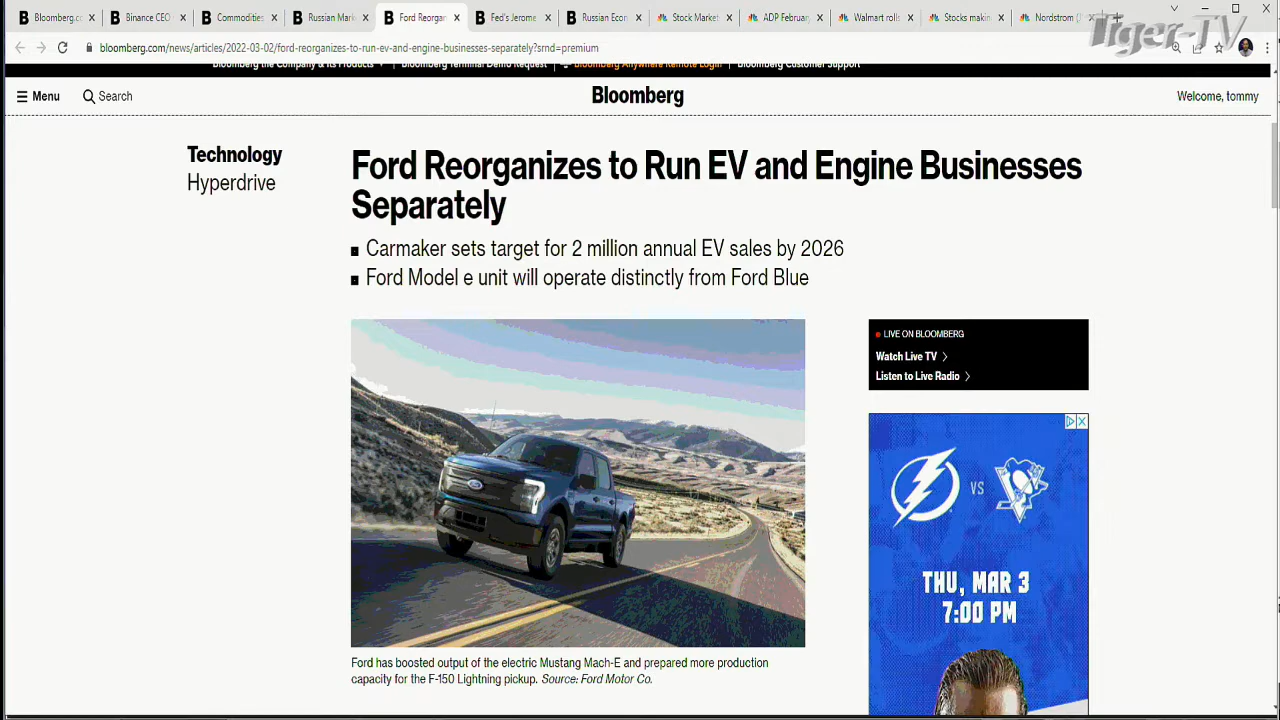 Bloomberg.cc
Binance CEO
Commodities
Russian Mark
Ford Reorgan
Fed's Jerome
Russian Econ
Stock Market
ADP February
Walmart rolls
Stocks makin
Nordstrom (J
Tiger-TV
bloomberg.com/news/articles/2022-03-02/ford-reorganizes-to-run-ev-and-engine-businesses-separately?srnd=premium
Bloomberg the Company & Its Products
Bloomberg Terminal Demo Request
Bloomberg Anywhere Remote Login
Bloomberg Customer Support
Menu
Search
Bloomberg
Welcome, tommy
Technology
Hyperdrive
Ford Reorganizes to Run EV and Engine Businesses
Separately
Carmaker sets target for 2 million annual EV sales by 2026
Ford Model e unit will operate distinctly from Ford Blue
LIVE ON BLOOMBERG
Watch Live TV
Listen to Live Radio
VS
THU, MAR 3
7:00 PM
Ford has boosted output of the electric Mustang Mach-E and prepared more production
capacity for the F-150 Lightning pickup. Source: Ford Motor Co.